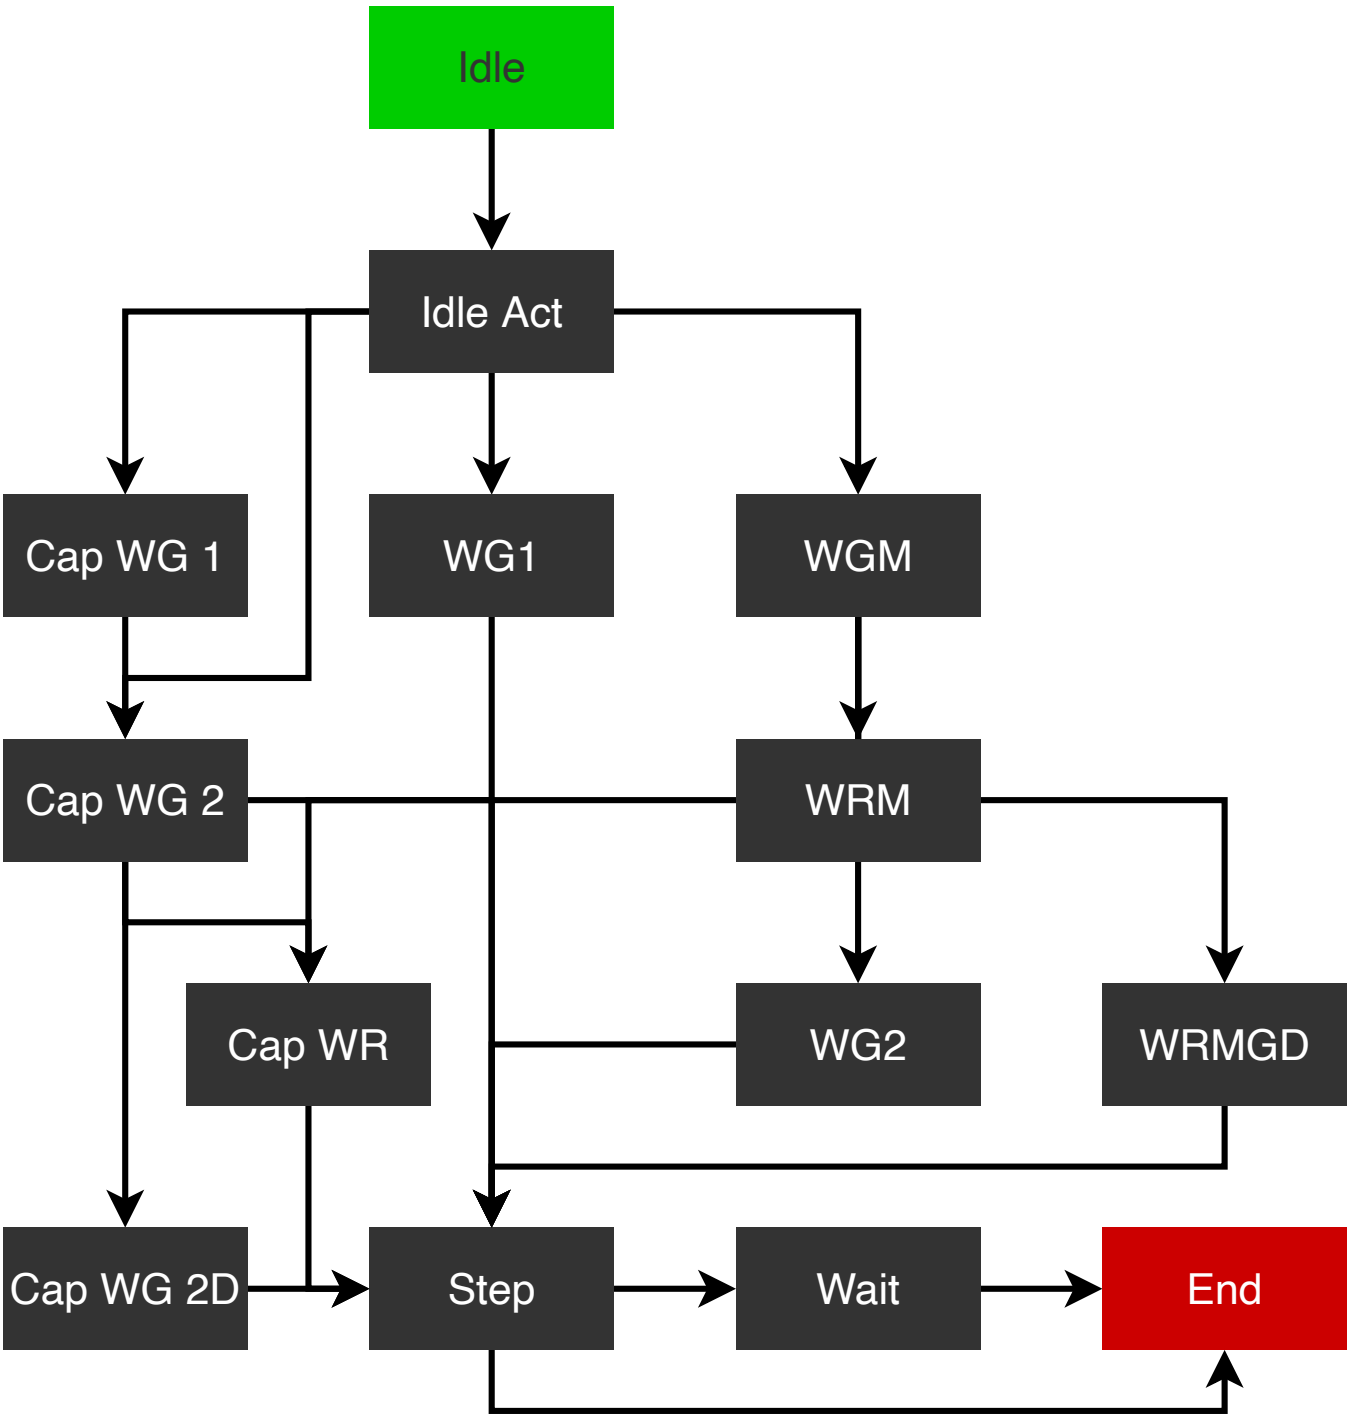 Idle
Idle Act
Cap WG 1
WG1
WGM
Cap WG 2
WRM
Cap WR
WG2
WRMGD
Cap WG 2D
Step
Wait
End